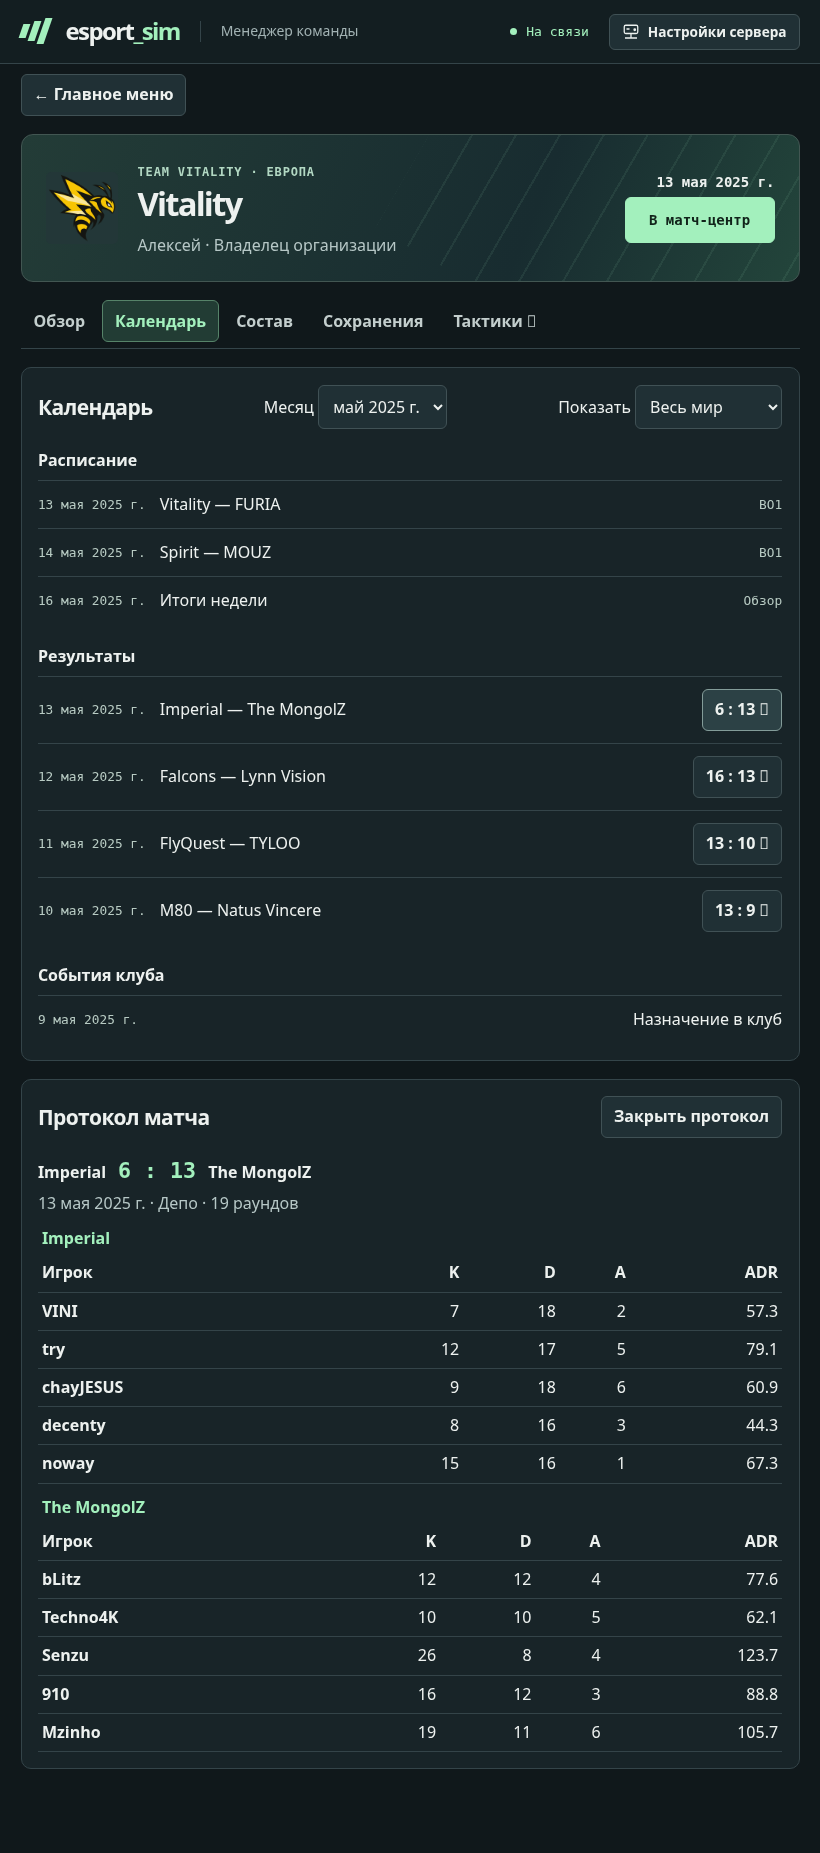 esport_sim Менеджер команды На связи Настройки сервера
← Главное меню
TEAM VITALITY · ЕВРОПА
Vitality
Алексей · Владелец организации
13 мая 2025 г.
В матч-центр
Обзор Календарь Состав Сохранения Тактики
Календарь Месяц май 2025 г. Показать Весь мир
Расписание
13 мая 2025 г. Vitality — FURIA BO1
14 мая 2025 г. Spirit — MOUZ BO1
16 мая 2025 г. Итоги недели Обзор
Результаты
13 мая 2025 г. Imperial — The MongolZ 6 : 13
12 мая 2025 г. Falcons — Lynn Vision 16 : 13
11 мая 2025 г. FlyQuest — TYLOO 13 : 10
10 мая 2025 г. M80 — Natus Vincere 13 : 9
События клуба
9 мая 2025 г. Назначение в клуб
Протокол матча Закрыть протокол
Imperial 6 : 13 The MongolZ
13 мая 2025 г. · Депо · 19 раундов
Imperial
Игрок K D A ADR
VINI 7 18 2 57.3
try 12 17 5 79.1
chayJESUS 9 18 6 60.9
decenty 8 16 3 44.3
noway 15 16 1 67.3
The MongolZ
Игрок K D A ADR
bLitz 12 12 4 77.6
Techno4K 10 10 5 62.1
Senzu 26 8 4 123.7
910 16 12 3 88.8
Mzinho 19 11 6 105.7